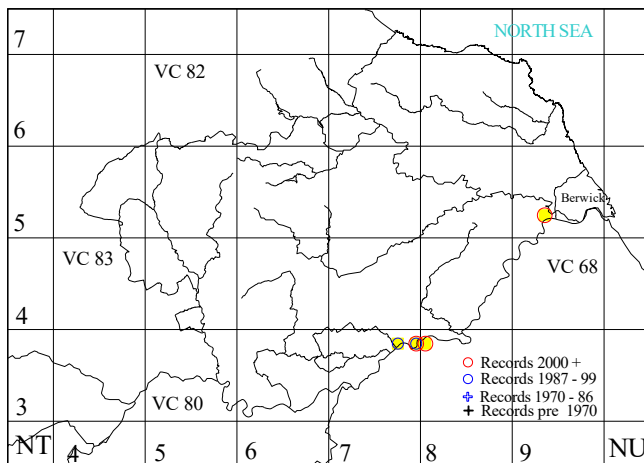 7
NORTH SEA
VC 82
6
Berwick
5
VC 83
VC 68
4
Records 2000 +
Records 1987 - 99
Records 1970 - 86
Records pre 1970
VC 80
3
NT 4 5 6 7 8 9 NU